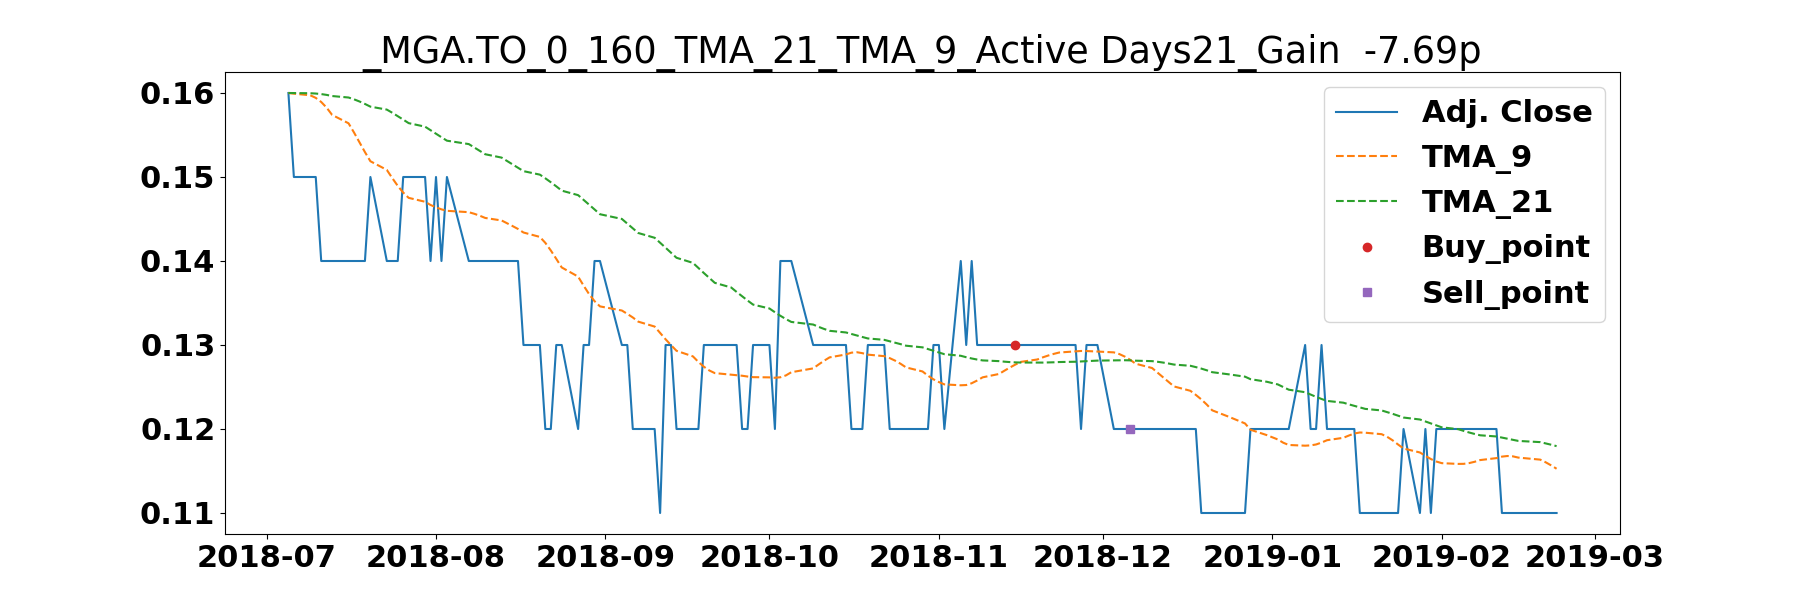 _MGA.TO_0_160_TMA_21_TMA_9_Active Days21_Gain  -7.69p
0.16
0.15
0.14
0.13
0.12
0.11
Adj. Close
TMA_9
TMA_21
Buy_point
Sell_point
2018-07 2018-08 2018-09 2018-10 2018-11 2018-12 2019-01 2019-02 2019-03